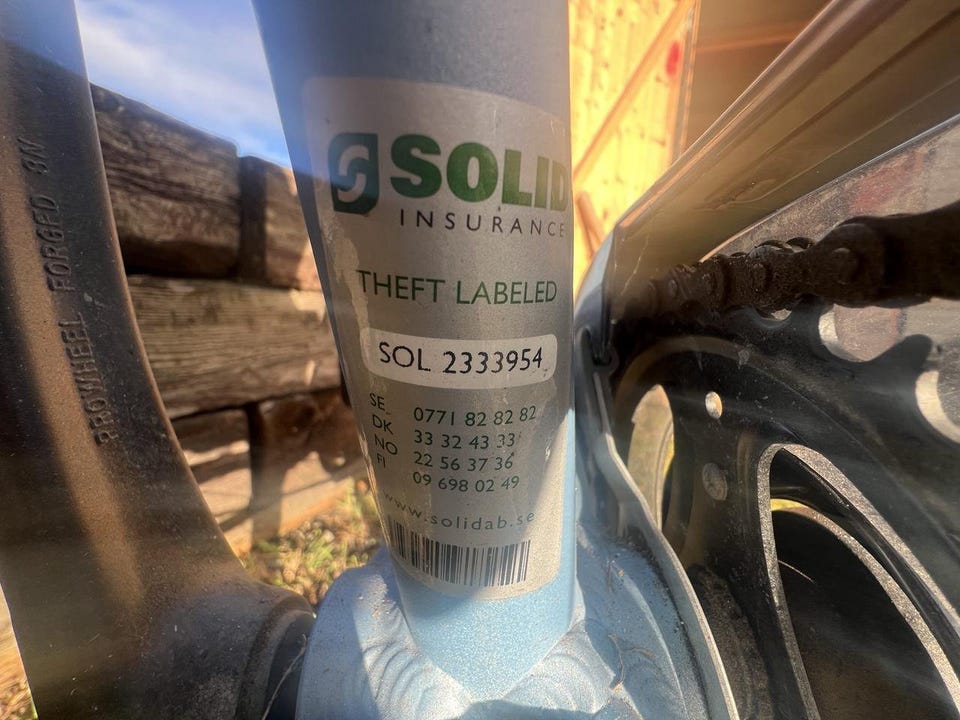 SOLID
INSURANCE
THEFT LABELED
SOL 2333954
SE 0771 82 82 82
DK 33 32 43 33
NO 22 56 37 36
FI 09 698 02 49
www.solidab.se
PROWHEEL FORGED 3N